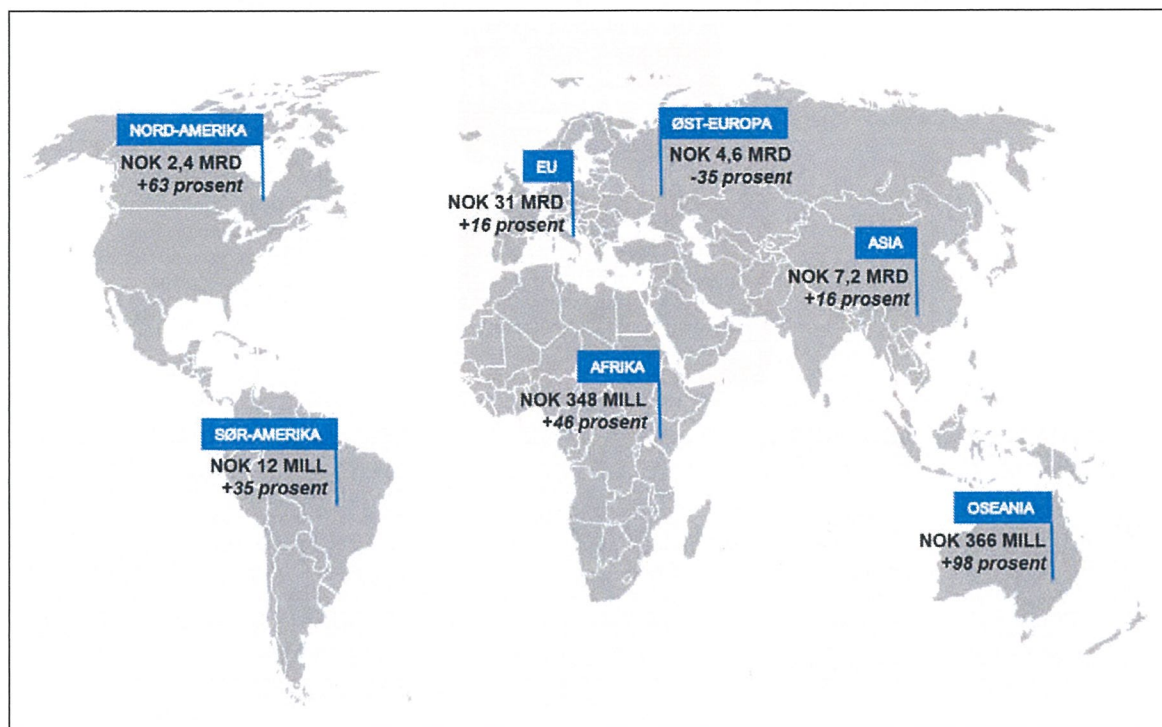 NORD-AMERIKA
NOK 2,4 MRD
+63 prosent
EU
NOK 31 MRD
+16 prosent
ØST-EUROPA
NOK 4,6 MRD
-35 prosent
ASIA
NOK 7,2 MRD
+16 prosent
AFRIKA
NOK 348 MILL
+46 prosent
SØR-AMERIKA
NOK 12 MILL
+35 prosent
OSEANIA
NOK 366 MILL
+98 prosent